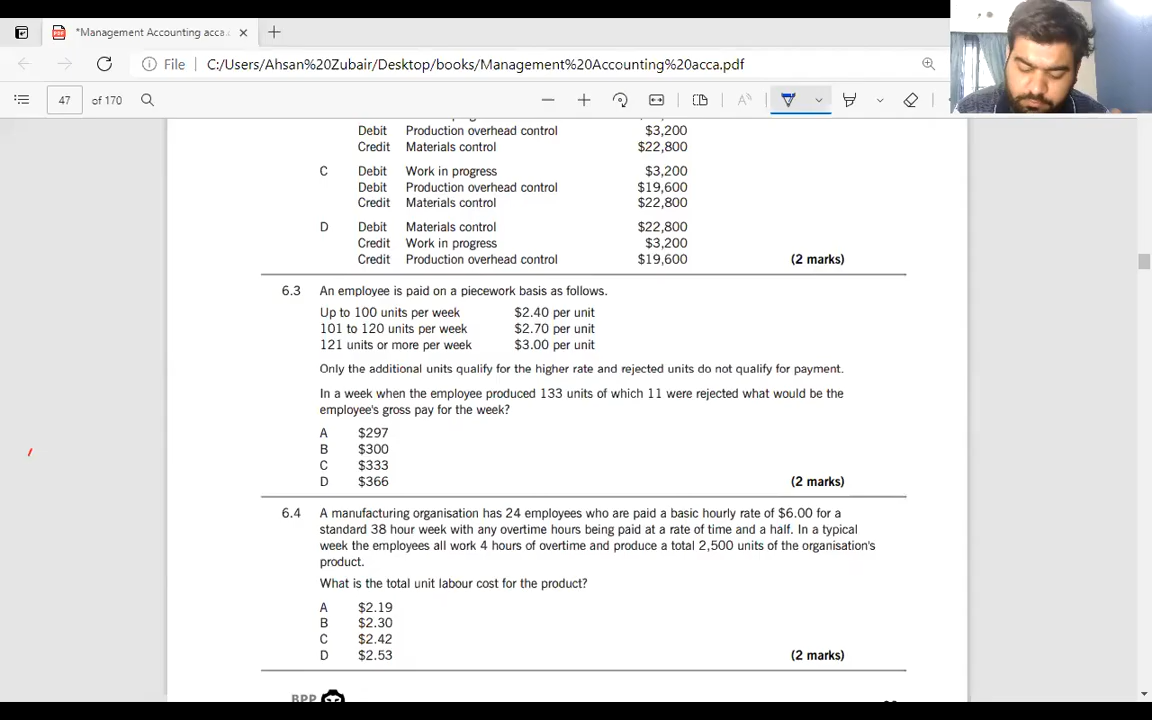 *Management Accounting acca.
File C:/Users/Ahsan%20Zubair/Desktop/books/Management%20Accounting%20acca.pdf
47 of 170
Debit Production overhead control $3,200
Credit Materials control $22,800
C Debit Work in progress $3,200
Debit Production overhead control $19,600
Credit Materials control $22,800
D Debit Materials control $22,800
Credit Work in progress $3,200
Credit Production overhead control $19,600 (2 marks)
6.3 An employee is paid on a piecework basis as follows.
Up to 100 units per week $2.40 per unit
101 to 120 units per week $2.70 per unit
121 units or more per week $3.00 per unit
Only the additional units qualify for the higher rate and rejected units do not qualify for payment.
In a week when the employee produced 133 units of which 11 were rejected what would be the
employee's gross pay for the week?
A $297
B $300
C $333
D $366 (2 marks)
6.4 A manufacturing organisation has 24 employees who are paid a basic hourly rate of $6.00 for a
standard 38 hour week with any overtime hours being paid at a rate of time and a half. In a typical
week the employees all work 4 hours of overtime and produce a total 2,500 units of the organisation's
product.
What is the total unit labour cost for the product?
A $2.19
B $2.30
C $2.42
D $2.53 (2 marks)
BPP